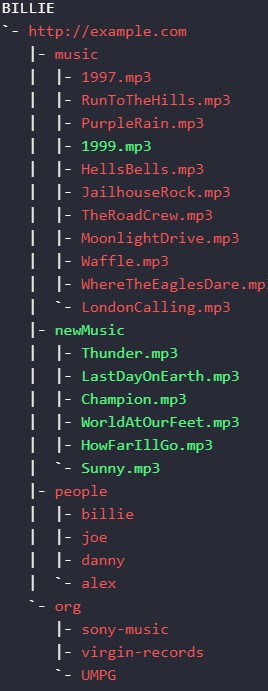 BILLIE
`- http://example.com
   |- music
   |  |- 1997.mp3
   |  |- RunToTheHills.mp3
   |  |- PurpleRain.mp3
   |  |- 1999.mp3
   |  |- HellsBells.mp3
   |  |- JailhouseRock.mp3
   |  |- TheRoadCrew.mp3
   |  |- MoonlightDrive.mp3
   |  |- Waffle.mp3
   |  |- WhereTheEaglesDare.mp
   |  `- LondonCalling.mp3
   |- newMusic
   |  |- Thunder.mp3
   |  |- LastDayOnEarth.mp3
   |  |- Champion.mp3
   |  |- WorldAtOurFeet.mp3
   |  |- HowFarIllGo.mp3
   |  `- Sunny.mp3
   |- people
   |  |- billie
   |  |- joe
   |  |- danny
   |  `- alex
   `- org
      |- sony-music
      |- virgin-records
      `- UMPG